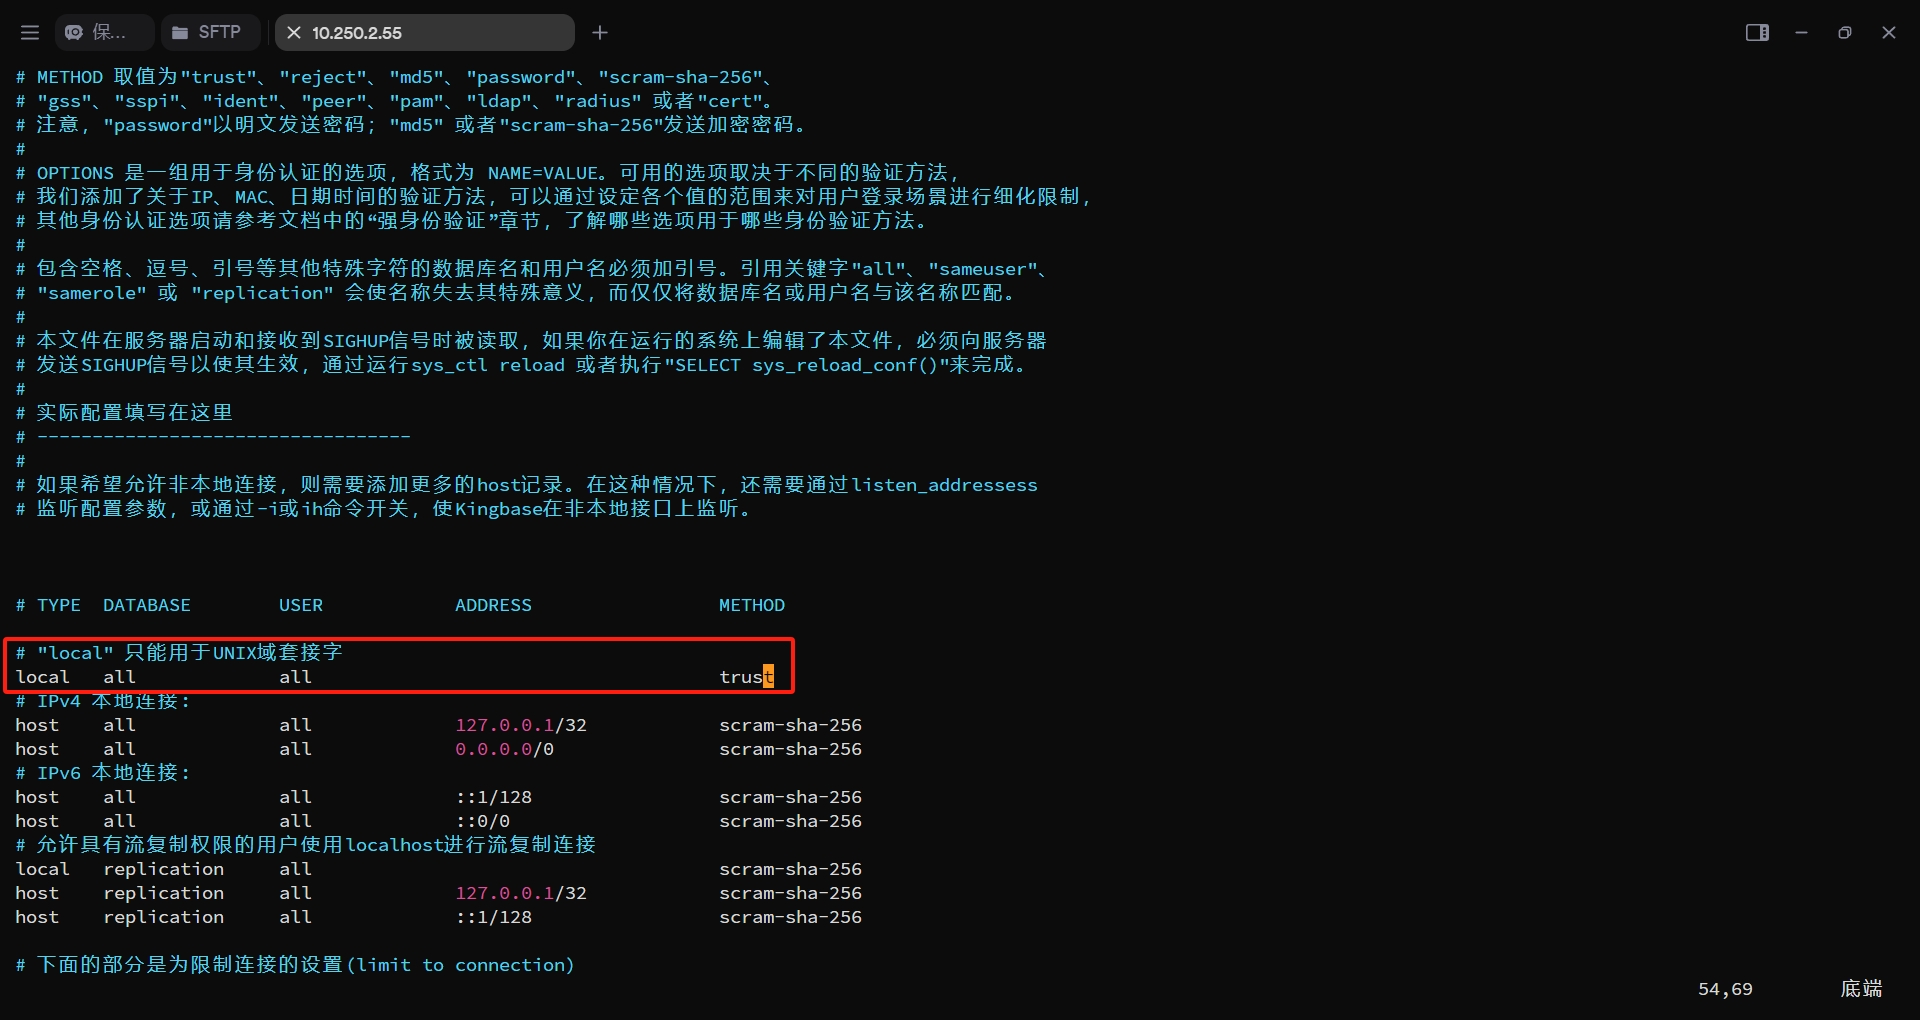 保...
SFTP
10.250.2.55
# METHOD 取值为"trust"、"reject"、"md5"、"password"、"scram-sha-256"、
# "gss"、"sspi"、"ident"、"peer"、"pam"、"ldap"、"radius" 或者"cert"。
# 注意，"password"以明文发送密码；"md5" 或者"scram-sha-256"发送加密密码。
#
# OPTIONS 是一组用于身份认证的选项，格式为 NAME=VALUE。可用的选项取决于不同的验证方法，
# 我们添加了关于IP、MAC、日期时间的验证方法，可以通过设定各个值的范围来对用户登录场景进行细化限制，
# 其他身份认证选项请参考文档中的“强身份验证”章节，了解哪些选项用于哪些身份验证方法。
#
# 包含空格、逗号、引号等其他特殊字符的数据库名和用户名必须加引号。引用关键字"all"、"sameuser"、
# "samerole" 或 "replication" 会使名称失去其特殊意义，而仅仅将数据库名或用户名与该名称匹配。
#
# 本文件在服务器启动和接收到SIGHUP信号时被读取，如果你在运行的系统上编辑了本文件，必须向服务器
# 发送SIGHUP信号以使其生效，通过运行sys_ctl reload 或者执行"SELECT sys_reload_conf()"来完成。
#
# 实际配置填写在这里
# ----------------------------------
#
# 如果希望允许非本地连接，则需要添加更多的host记录。在这种情况下，还需要通过listen_addressess
# 监听配置参数，或通过-i或ih命令开关，使Kingbase在非本地接口上监听。
# TYPE  DATABASE        USER            ADDRESS                 METHOD
# "local" 只能用于UNIX域套接字
local   all             all                                     trust
# IPv4 本地连接：
host    all             all             127.0.0.1/32            scram-sha-256
host    all             all             0.0.0.0/0               scram-sha-256
# IPv6 本地连接：
host    all             all             ::1/128                 scram-sha-256
host    all             all             ::0/0                   scram-sha-256
# 允许具有流复制权限的用户使用localhost进行流复制连接
local   replication     all                                     scram-sha-256
host    replication     all             127.0.0.1/32            scram-sha-256
host    replication     all             ::1/128                 scram-sha-256
# 下面的部分是为限制连接的设置(limit to connection)
54,69 底端